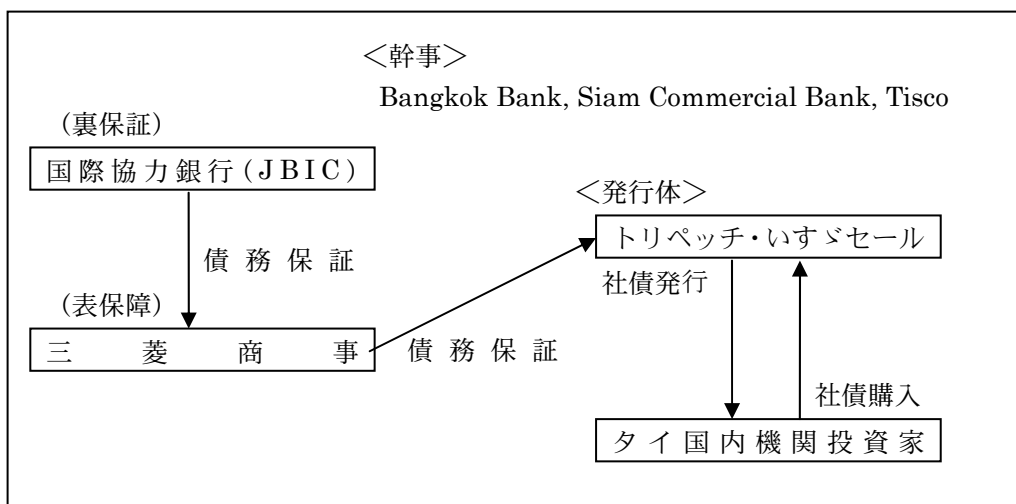 <幹事>
Bangkok Bank, Siam Commercial Bank, Tisco
(裏保証)
国際協力銀行(JBIC)
<発行体>
トリペッチ・いすゞセール
債務保証
社債発行
(表保障)
三菱商事
債務保証
社債購入
タイ国内機関投資家